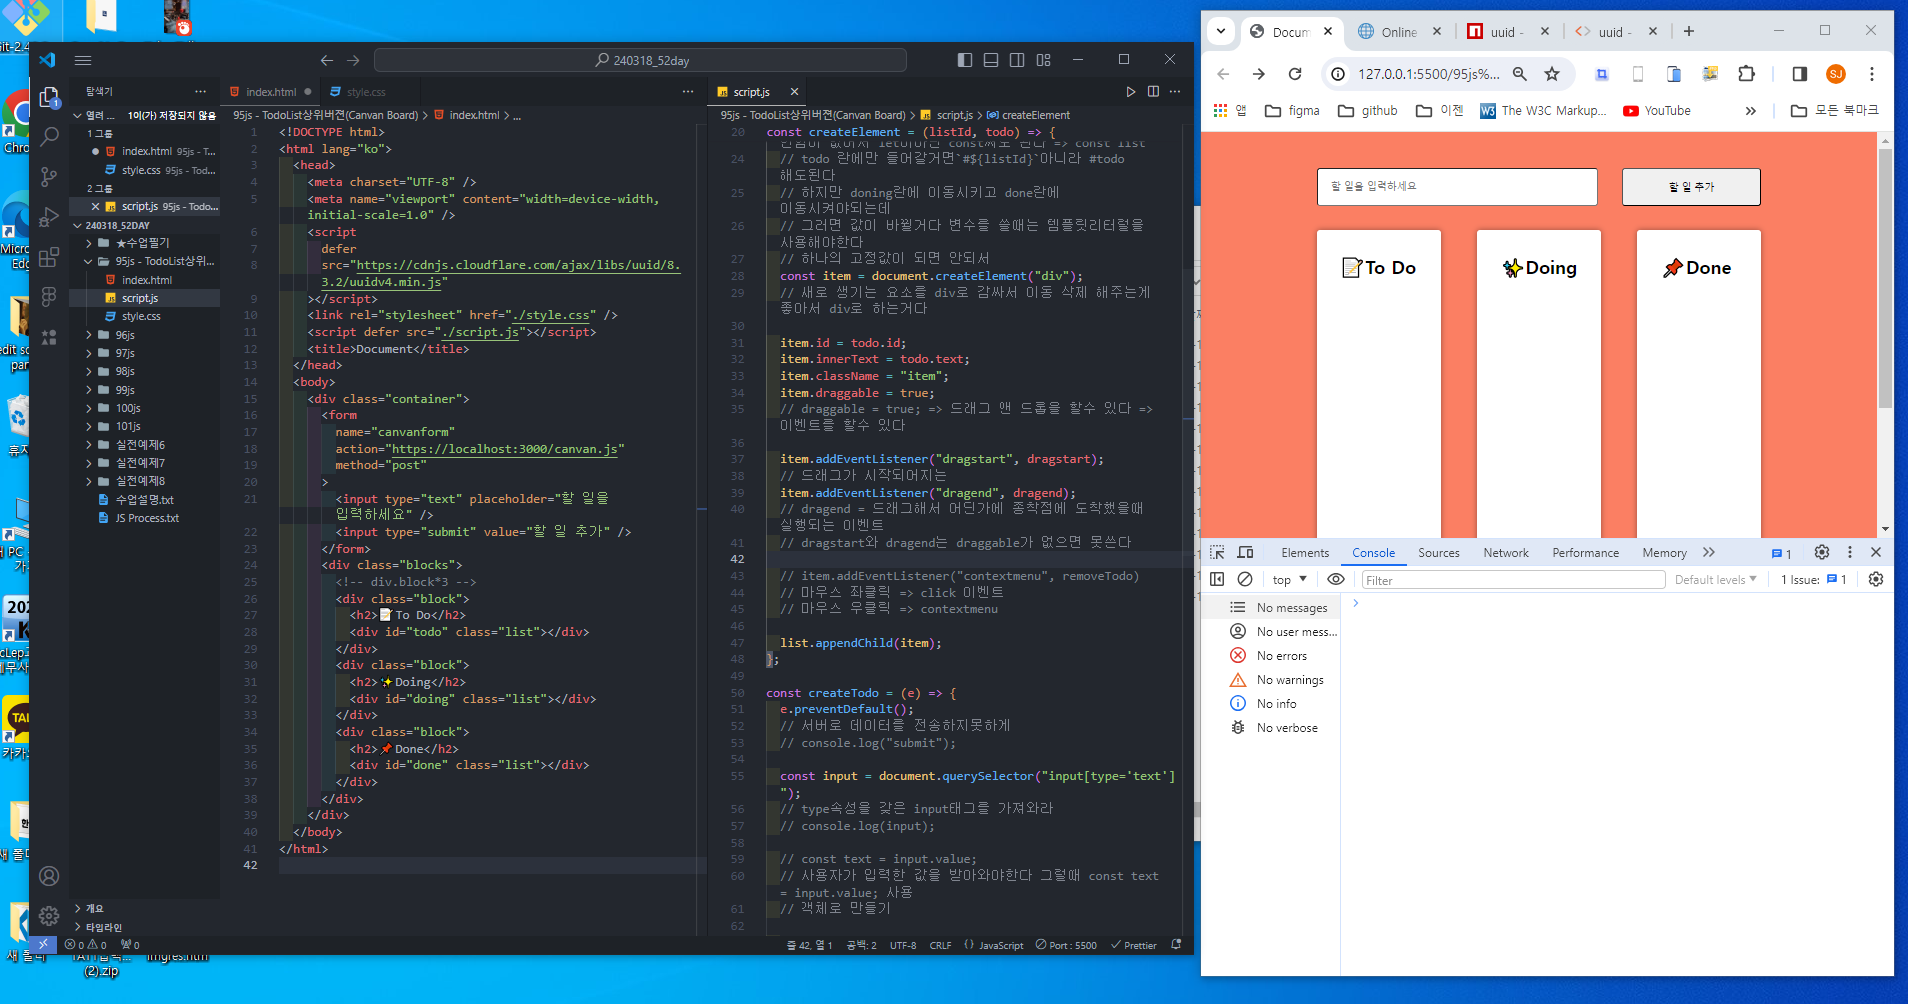 240318_52day
탐색기
열려 ... 1이(가) 저장되지 않음
1 그룹
index.html 95js - T...
style.css 95js - Tod...
2 그룹
script.js 95js - Todo...
240318_52DAY
★수업필기
95js - TodoList상위...
index.html
script.js
style.css
96js
97js
98js
99js
100js
101js
실전예제6
실전예제7
실전예제8
수업설명.txt
JS Process.txt
개요
타임라인
index.html
style.css
95js - TodoList상위버전(Canvan Board) > index.html > ...
1 <!DOCTYPE html>
2 <html lang="ko">
3 <head>
4 <meta charset="UTF-8" />
5 <meta name="viewport" content="width=device-width,
initial-scale=1.0" />
6 <script
7 defer
8 src="https://cdnjs.cloudflare.com/ajax/libs/uuid/8.
3.2/uuidv4.min.js"
9 ></script>
10 <link rel="stylesheet" href="./style.css" />
11 <script defer src="./script.js"></script>
12 <title>Document</title>
13 </head>
14 <body>
15 <div class="container">
16 <form
17 name="canvanform"
18 action="https://localhost:3000/canvan.js"
19 method="post"
20 >
21 <input type="text" placeholder="할 일을
입력하세요" />
22 <input type="submit" value="할 일 추가" />
23 </form>
24 <div class="blocks">
25 <!-- div.block*3 -->
26 <div class="block">
27 <h2>📝To Do</h2>
28 <div id="todo" class="list"></div>
29 </div>
30 <div class="block">
31 <h2>✨Doing</h2>
32 <div id="doing" class="list"></div>
33 </div>
34 <div class="block">
35 <h2>📌Done</h2>
36 <div id="done" class="list"></div>
37 </div>
38 </div>
39 </div>
40 </body>
41 </html>
42
script.js
95js - TodoList상위버전(Canvan Board) > script.js > createElement
20 const createElement = (listId, todo) => {
24 // todo 란에만 들어갈거면`#${listId}`아니라 #todo
해도된다
25 // 하지만 doning란에 이동시키고 done란에
이동시켜야되는데
26 // 그러면 값이 바뀔거다 변수를 쓸때는 템플릿리터럴을
사용해야한다
27 // 하나의 고정값이 되면 안되서
28 const item = document.createElement("div");
29 // 새로 생기는 요소를 div로 감싸서 이동 삭제 해주는게
좋아서 div로 하는거다
30
31 item.id = todo.id;
32 item.innerText = todo.text;
33 item.className = "item";
34 item.draggable = true;
35 // draggable = true; => 드래그 앤 드롭을 할수 있다 =>
이벤트를 할수 있다
36
37 item.addEventListener("dragstart", dragstart);
38 // 드래그가 시작되어지는
39 item.addEventListener("dragend", dragend);
40 // dragend = 드래그해서 어딘가에 종착점에 도착했을때
실행되는 이벤트
41 // dragstart와 dragend는 draggable가 없으면 못쓴다
42
43 // item.addEventListener("contextmenu", removeTodo)
44 // 마우스 좌클릭 => click 이벤트
45 // 마우스 우클릭 => contextmenu
46
47 list.appendChild(item);
48 };
49
50 const createTodo = (e) => {
51 e.preventDefault();
52 // 서버로 데이터를 전송하지못하게
53 // console.log("submit");
54
55 const input = document.querySelector("input[type='text']
");
56 // type속성을 갖은 input태그를 가져와라
57 // console.log(input);
58
59 // const text = input.value;
60 // 사용자가 입력한 값을 받아와야한다 그럴때 const text
= input.value; 사용
61 // 객체로 만들기
62
0 0 0
줄 42, 열 1 공백: 2 UTF-8 CRLF {} JavaScript Port : 5500 Prettier
(2).zip
Docum
Online
uuid -
uuid -
127.0.0.1:5500/95js%...
SJ
앱 figma github 이젠 The W3C Markup... YouTube » 모든 북마크
할 일을 입력하세요
할 일 추가
📝To Do
✨Doing
📌Done
Elements Console Sources Network Performance Memory » 1
top Filter Default levels 1 Issue: 1
No messages
No user mess...
No errors
No warnings
No info
No verbose